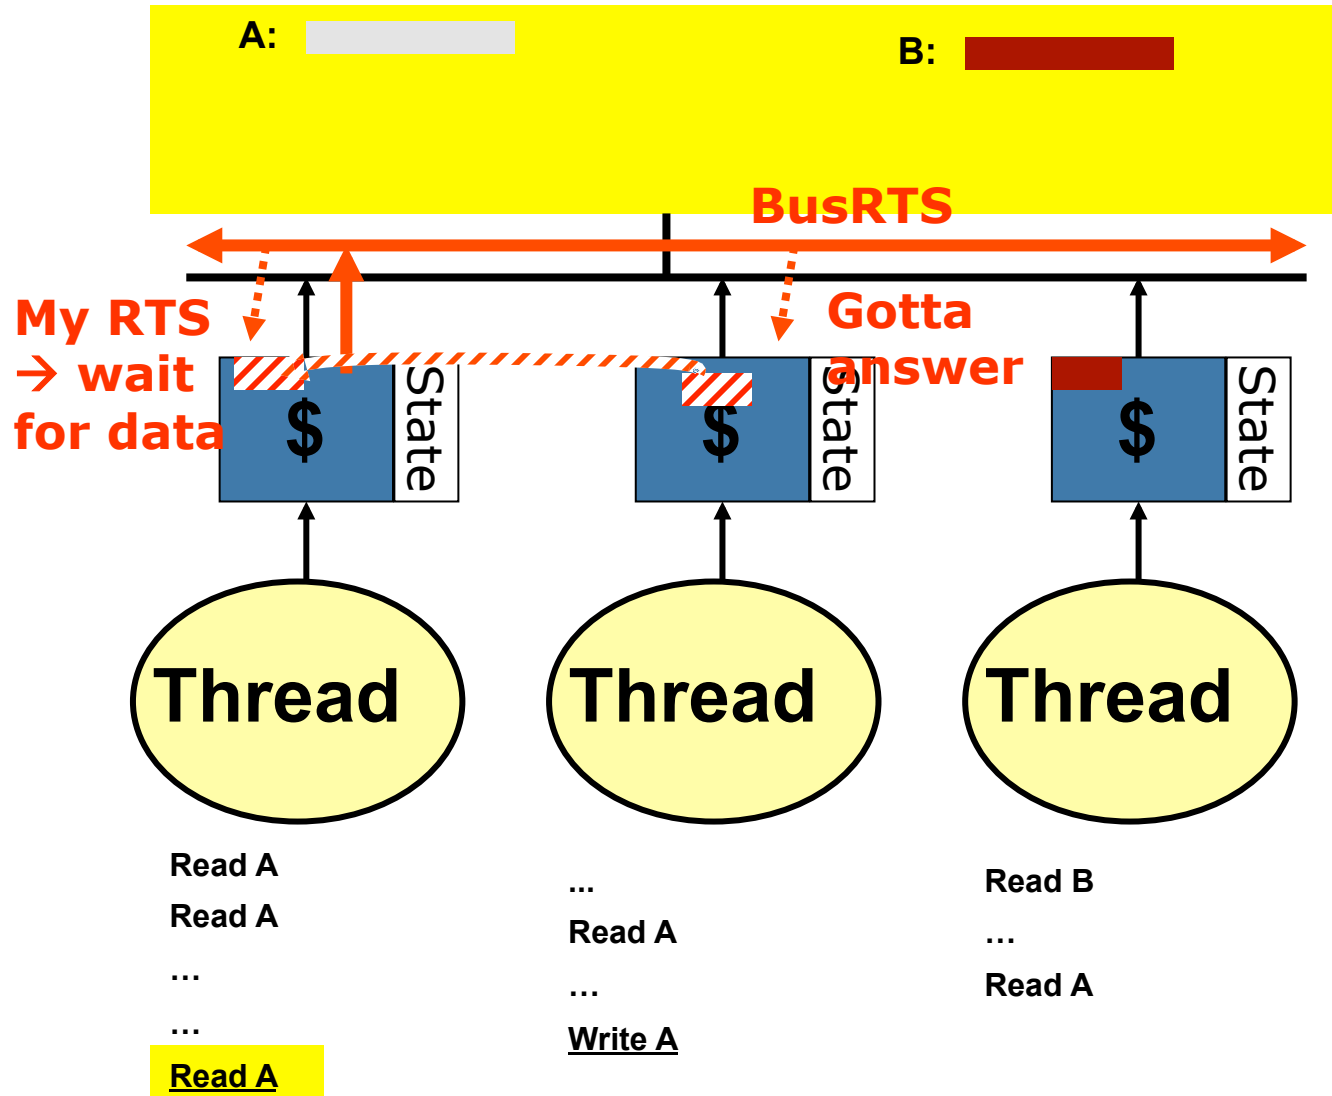 A:
B:
BusRTS
My RTS
→ wait
for data
Gotta
answer
$
State
$
State
$
State
Thread
Thread
Thread
Read A
Read A
…
…
Read A
...
Read A
…
Write A
Read B
…
Read A